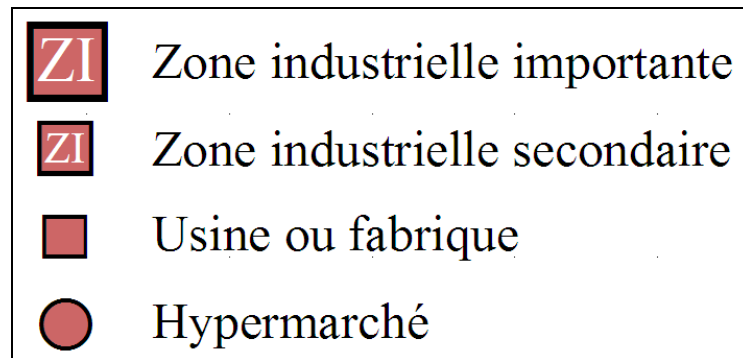 ZI Zone industrielle importante
ZI Zone industrielle secondaire
Usine ou fabrique
Hypermarché